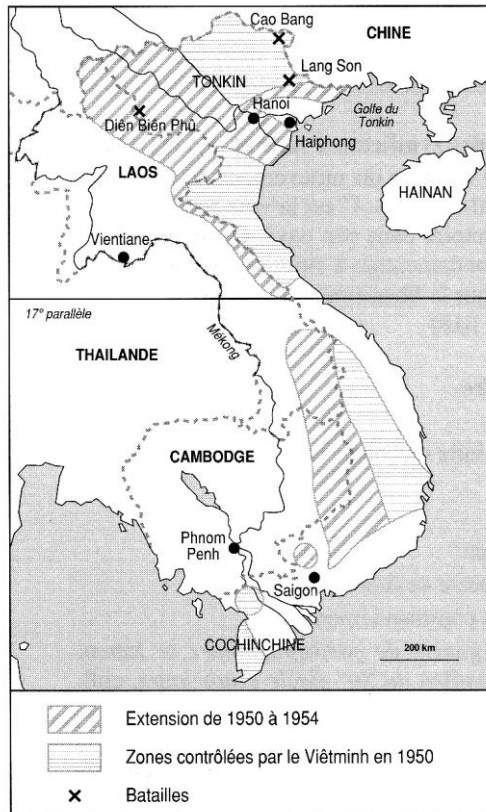 Cao Bang
CHINE
Lang Son
TONKIN
Hanoi
Golfe du
Tonkin
Diên Biên Phû
Haiphong
LAOS
HAINAN
Vientiane
17º parallèle
Mékong
THAILANDE
CAMBODGE
Phnom
Penh
Saigon
COCHINCHINE
200 km
Extension de 1950 à 1954
Zones contrôlées par le Viêtminh en 1950
Batailles